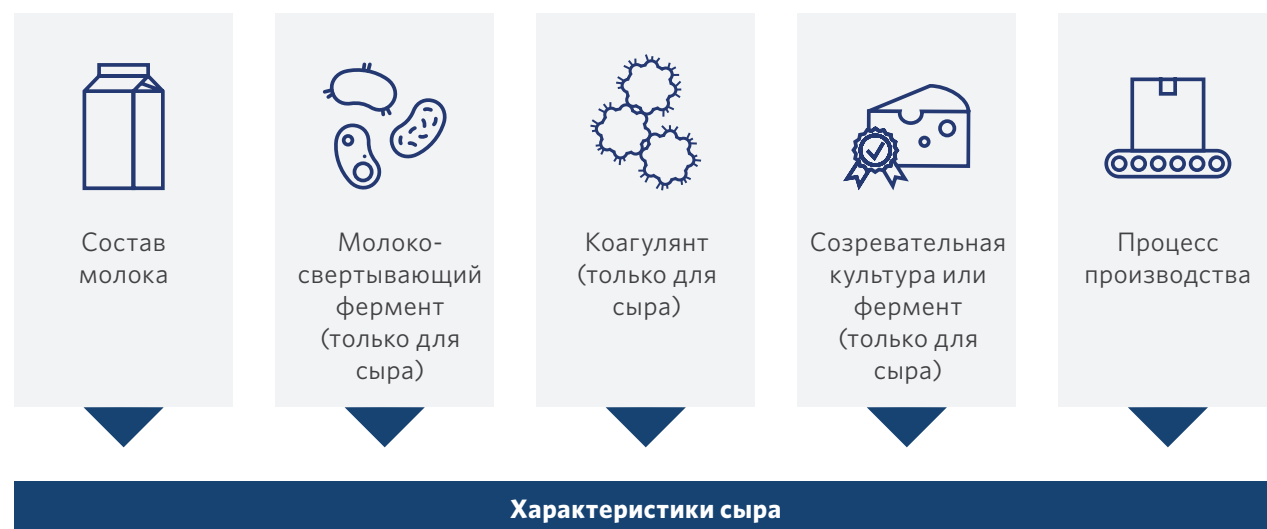 Состав
молока
Молоко-
свертывающий
фермент
(только для
сыра)
Коагулянт
(только для
сыра)
Созревательная
культура или
фермент
(только для
сыра)
Процесс
производства
Характеристики сыра